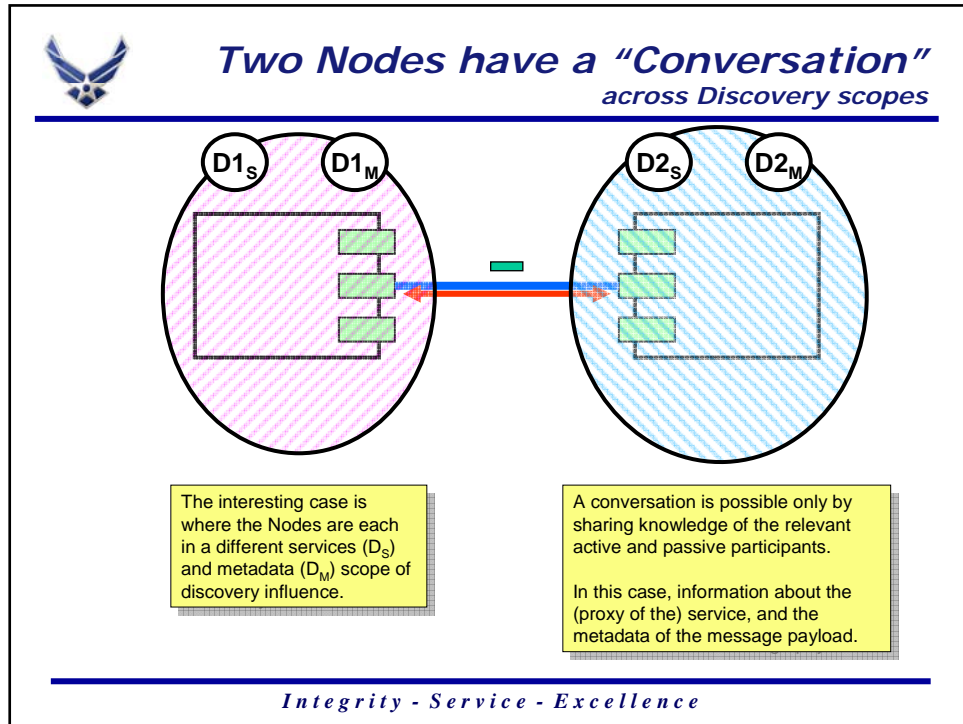 Two Nodes have a “Conversation”
across Discovery scopes
D1S D1M D2S D2M
The interesting case is
where the Nodes are each
in a different services (DS)
and metadata (DM) scope of
discovery influence.
A conversation is possible only by
sharing knowledge of the relevant
active and passive participants.
In this case, information about the
(proxy of the) service, and the
metadata of the message payload.
Integrity - Service - Excellence